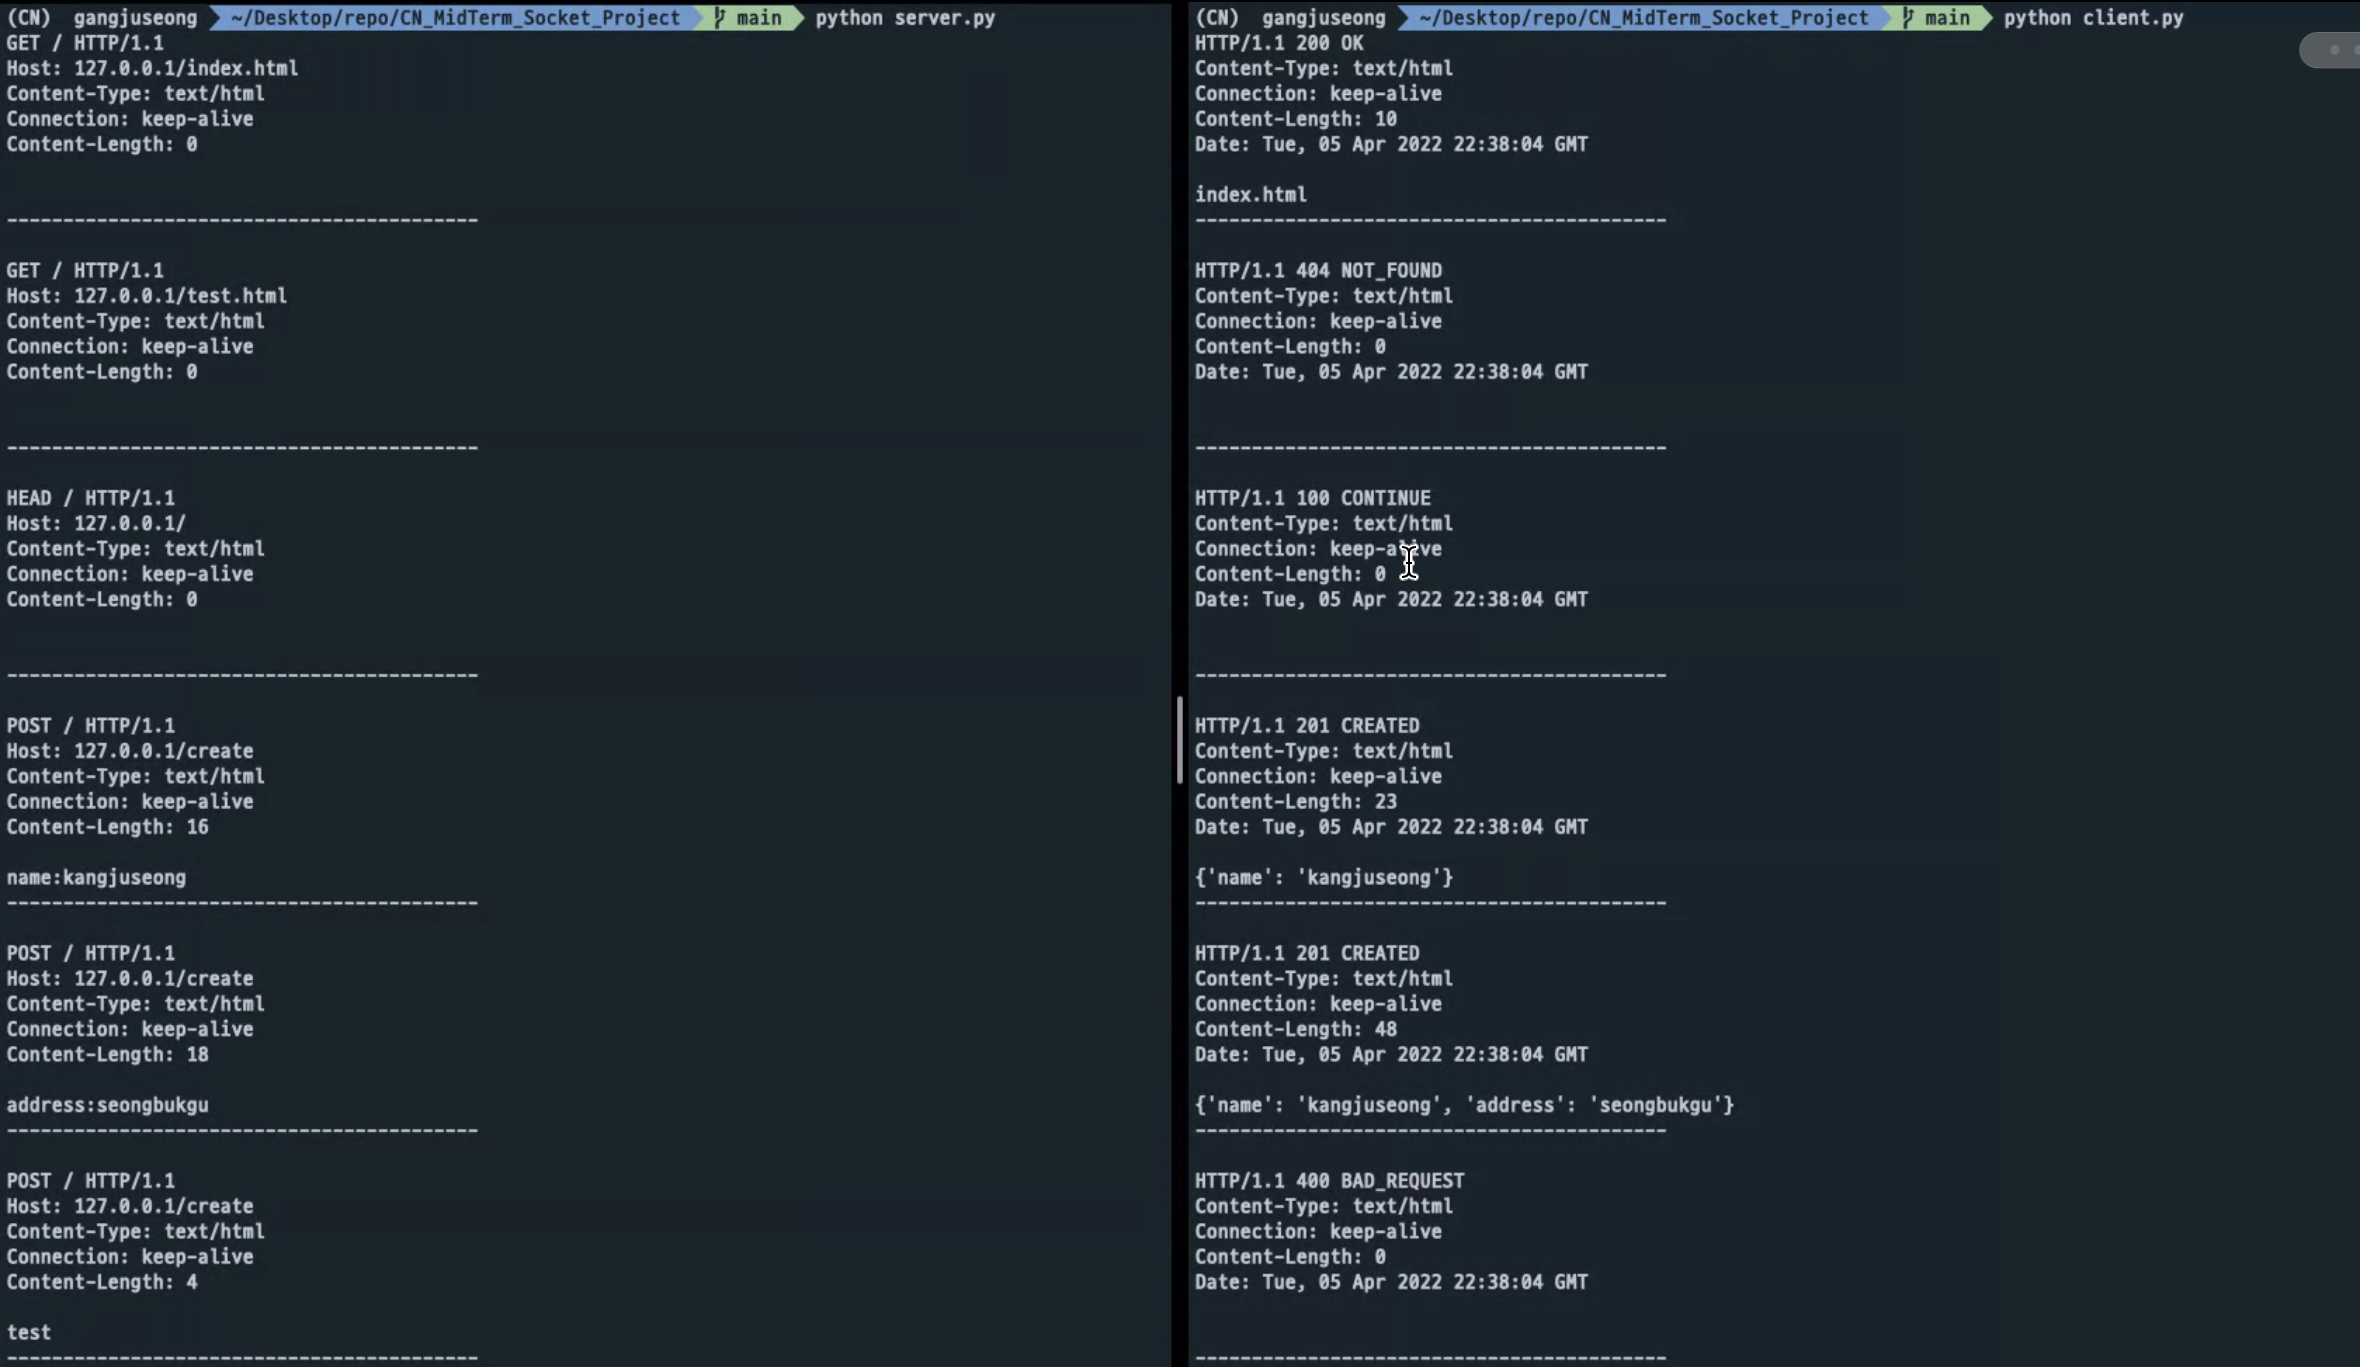 (CN) gangjuseong ~/Desktop/repo/CN_MidTerm_Socket_Project main python server.py
GET / HTTP/1.1
Host: 127.0.0.1/index.html
Content-Type: text/html
Connection: keep-alive
Content-Length: 0
------------------------------------------
GET / HTTP/1.1
Host: 127.0.0.1/test.html
Content-Type: text/html
Connection: keep-alive
Content-Length: 0
------------------------------------------
HEAD / HTTP/1.1
Host: 127.0.0.1/
Content-Type: text/html
Connection: keep-alive
Content-Length: 0
------------------------------------------
POST / HTTP/1.1
Host: 127.0.0.1/create
Content-Type: text/html
Connection: keep-alive
Content-Length: 16
name:kangjuseong
------------------------------------------
POST / HTTP/1.1
Host: 127.0.0.1/create
Content-Type: text/html
Connection: keep-alive
Content-Length: 18
address:seongbukgu
------------------------------------------
POST / HTTP/1.1
Host: 127.0.0.1/create
Content-Type: text/html
Connection: keep-alive
Content-Length: 4
test
------------------------------------------
(CN) gangjuseong ~/Desktop/repo/CN_MidTerm_Socket_Project main python client.py
HTTP/1.1 200 OK
Content-Type: text/html
Connection: keep-alive
Content-Length: 10
Date: Tue, 05 Apr 2022 22:38:04 GMT
index.html
------------------------------------------
HTTP/1.1 404 NOT_FOUND
Content-Type: text/html
Connection: keep-alive
Content-Length: 0
Date: Tue, 05 Apr 2022 22:38:04 GMT
------------------------------------------
HTTP/1.1 100 CONTINUE
Content-Type: text/html
Connection: keep-alive
Content-Length: 0
Date: Tue, 05 Apr 2022 22:38:04 GMT
------------------------------------------
HTTP/1.1 201 CREATED
Content-Type: text/html
Connection: keep-alive
Content-Length: 23
Date: Tue, 05 Apr 2022 22:38:04 GMT
{'name': 'kangjuseong'}
------------------------------------------
HTTP/1.1 201 CREATED
Content-Type: text/html
Connection: keep-alive
Content-Length: 48
Date: Tue, 05 Apr 2022 22:38:04 GMT
{'name': 'kangjuseong', 'address': 'seongbukgu'}
------------------------------------------
HTTP/1.1 400 BAD_REQUEST
Content-Type: text/html
Connection: keep-alive
Content-Length: 0
Date: Tue, 05 Apr 2022 22:38:04 GMT
------------------------------------------